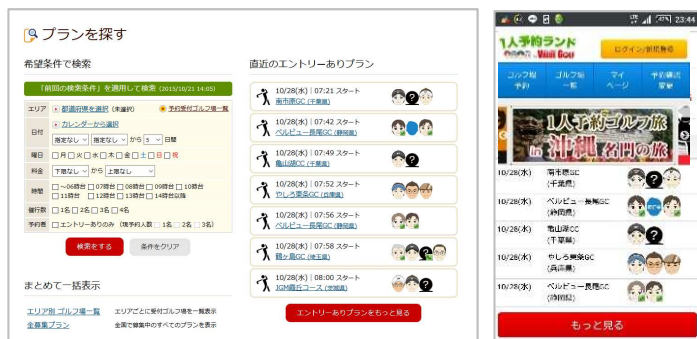 プランを探す
希望条件で検索
「前回の検索条件」を適用して検索 (2015/10/21 14:05)
エリア 都道府県を選択 (未選択) 予約受付ゴルフ場一覧
日付 カレンダーから選択
指定なし 指定なし から 5 日間
曜日 月 火 水 木 金 土 日 祝
料金 下限なし から 上限なし
時間 ~06時台 07時台 08時台 09時台 10時台
11時台 12時台 13時台 14時台以降
催行数 1名 2名 3名 4名
予約者 エントリーありのみ (現予約人数 1名 2名 3名)
検索をする 条件をクリア
まとめて一括表示
エリア別 ゴルフ場一覧 エリアごとに受付ゴルフ場を一覧表示
全募集プラン 全国で募集中のすべてのプランを表示
直近のエントリーありプラン
10/28(水) | 07:21 スタート
南市原GC (千葉県)
10/28(水) | 07:42 スタート
ベルビュー長尾GC (静岡県)
10/28(水) | 07:49 スタート
亀山湖CC (千葉県)
10/28(水) | 07:52 スタート
やしろ東条GC (兵庫県)
10/28(水) | 07:56 スタート
ベルビュー長尾GC (静岡県)
10/28(水) | 07:58 スタート
鶴ヶ島GC (埼玉県)
10/28(水) | 08:00 スタート
JGM霞丘コース (茨城県)
エントリーありプランをもっと見る
23:44
1人予約ランド
Valuc Golf
ログイン/新規登録
ゴルフ場予約 ゴルフ場一覧 マイページ 予約確認変更
1人予約ゴルフ旅
in 沖縄 名門の旅
10/28(水) 南市原GC
(千葉県)
10/28(水) ベルビュー長尾GC
(静岡県)
10/28(水) 亀山湖CC
(千葉県)
10/28(水) やしろ東条GC
(兵庫県)
10/28(水) ベルビュー長尾GC
(静岡県)
もっと見る